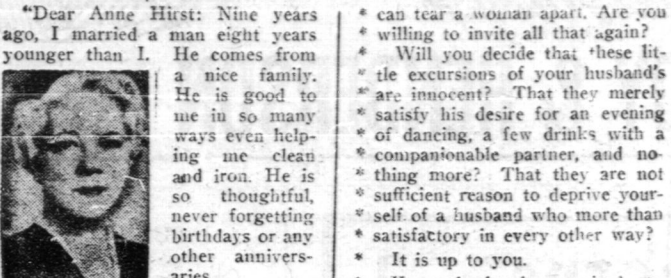 "Dear Anne Hirst: Nine years
ago, I married a man eight years
younger than I. He comes from
a nice family.
He is good to
me in so many
ways even help-
ing me clean
and iron. He is
so thoughtful,
never forgetting
birthdays or any
other annivers-
aries.
* can tear a woman apart. Are you
* willing to invite all that again?
* Will you decide that these lit-
* tle excursions of your husband's
* are innocent? That they merely
* satisfy his desire for an evening
* of dancing, a few drinks with a
* companionable partner, and no-
* thing more? That they are not
* sufficient reason to deprive your-
* self of a husband who more than
* satisfactory in every other way?
* It is up to you.